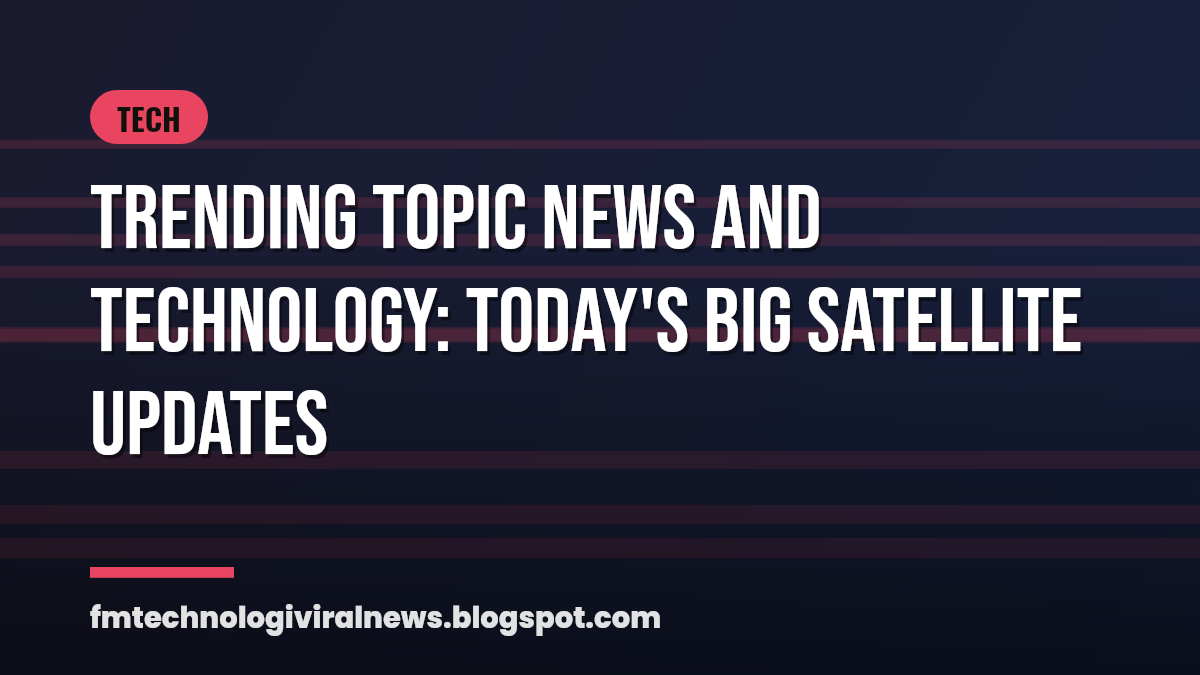 TECH
TRENDING TOPIC NEWS AND
TECHNOLOGY: TODAY'S BIG SATELLITE
UPDATES
fmtechnologiviralnews.blogspot.com